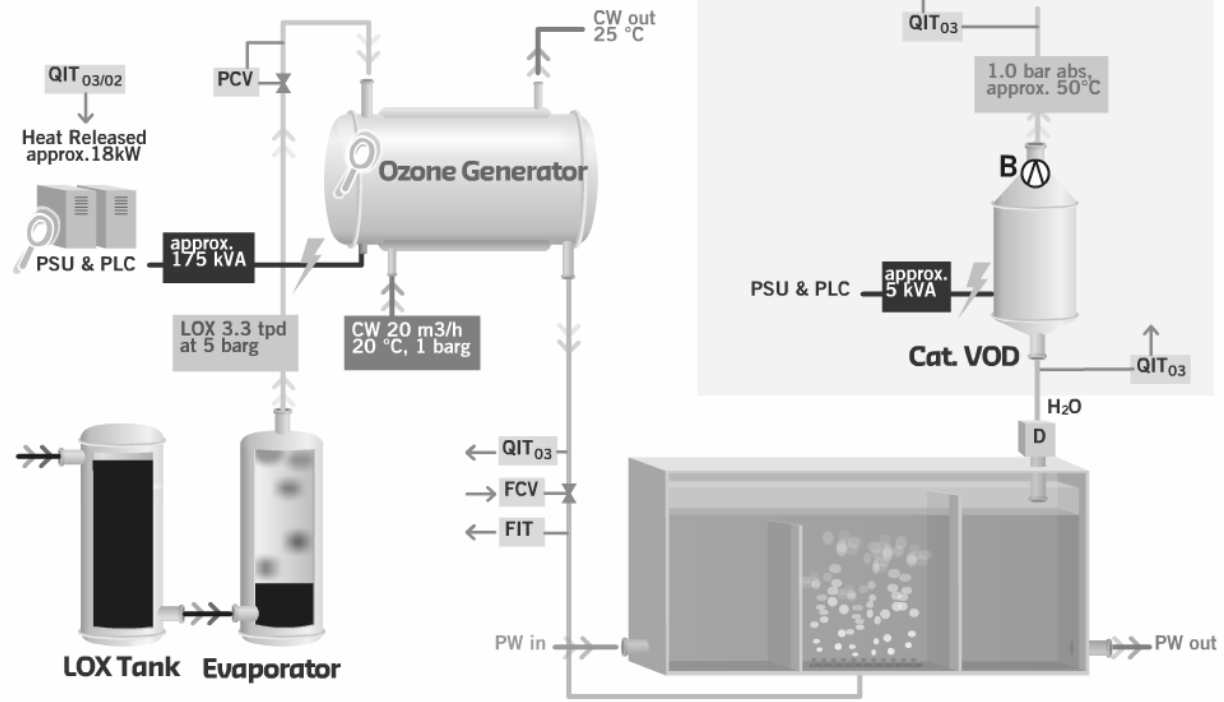 CW out
25 °C
QIT03
QIT 03/02
PCV
1.0 bar abs,
approx. 50°C
Heat Released
approx.18kW
B
Ozone Generator
approx.
175 kVA
PSU & PLC
approx.
5 kVA
PSU & PLC
LOX 3.3 tpd
at 5 barg
CW 20 m3/h
20 °C, 1 barg
Cat. VOD
QIT03
H2O
D
QIT03
FCV
FIT
PW in
PW out
LOX Tank
Evaporator